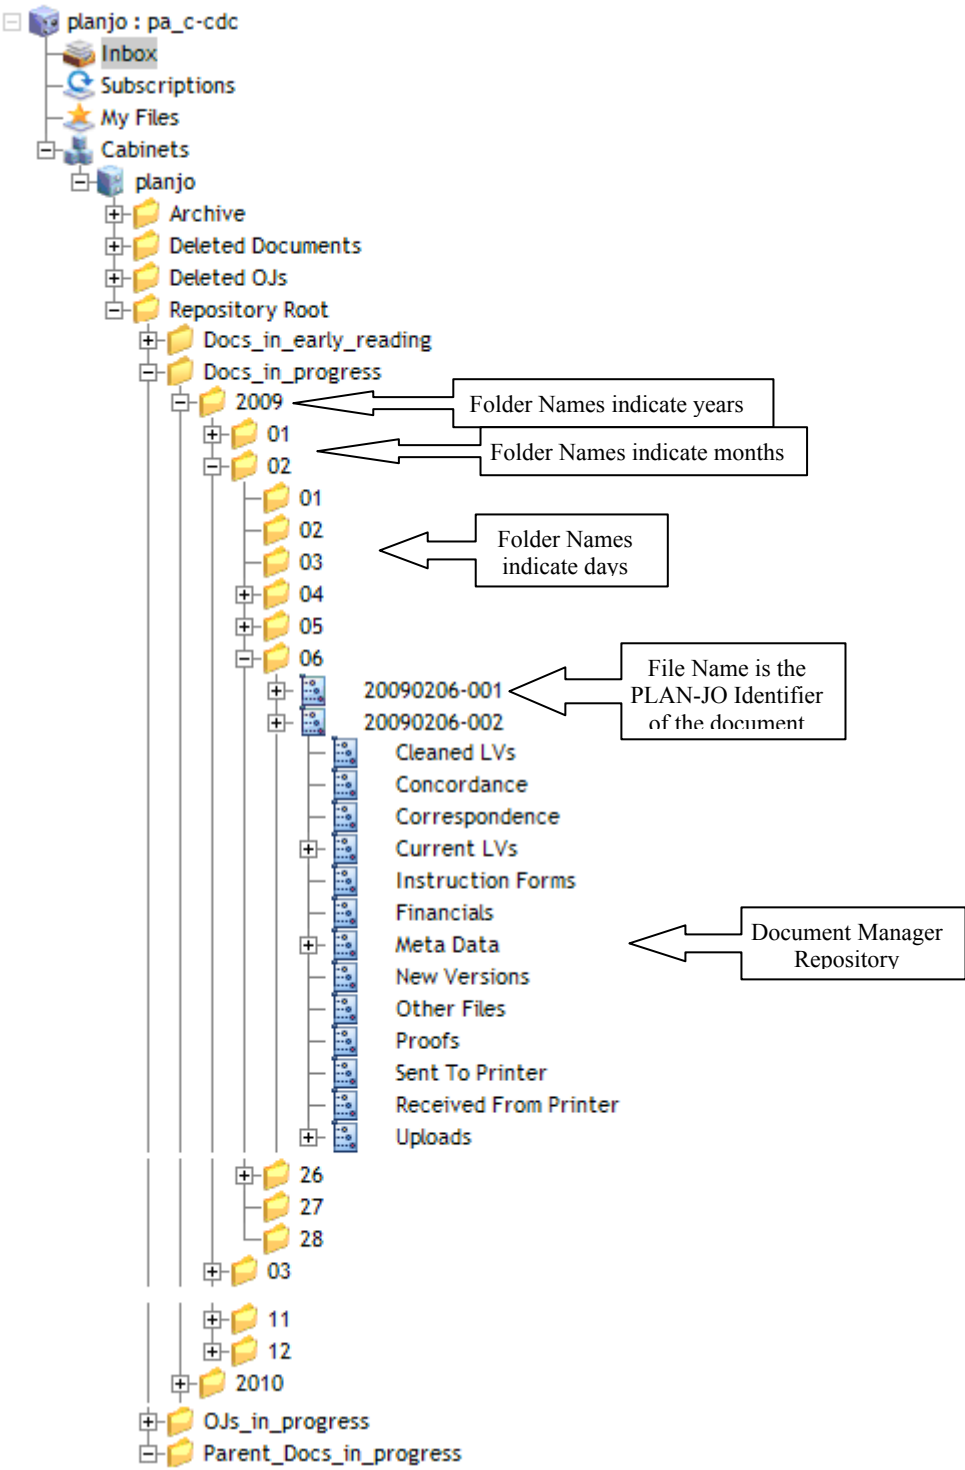 planjo : pa_c-cdc
Inbox
Subscriptions
My Files
Cabinets
planjo
Archive
Deleted Documents
Deleted OJs
Repository Root
Docs_in_early_reading
Docs_in_progress
2009
Folder Names indicate years
01
Folder Names indicate months
02
01
02
Folder Names
indicate days
03
04
05
06
File Name is the
PLAN-JO Identifier
of the document
20090206-001
20090206-002
Cleaned LVs
Concordance
Correspondence
Current LVs
Instruction Forms
Financials
Document Manager
Repository
Meta Data
New Versions
Other Files
Proofs
Sent To Printer
Received From Printer
Uploads
26
27
28
03
11
12
2010
OJs_in_progress
Parent_Docs_in_progress